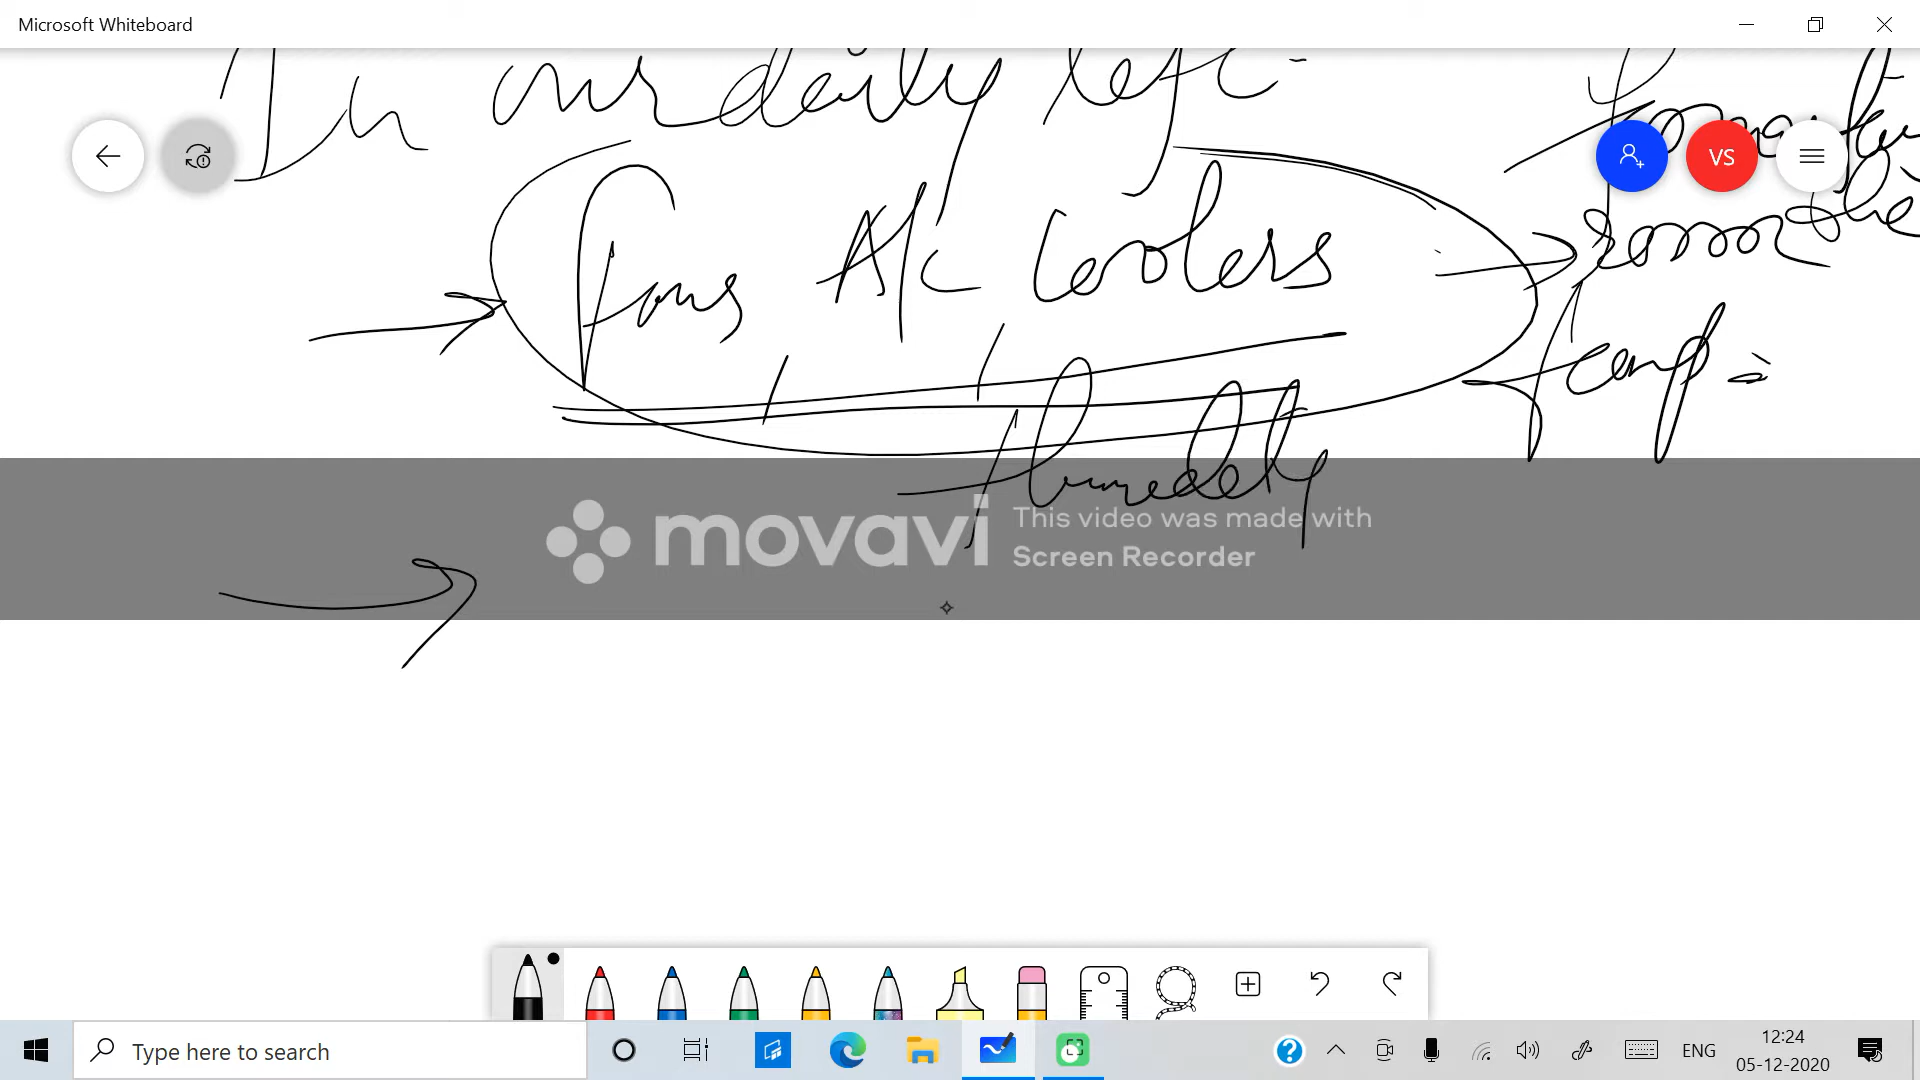 Microsoft Whiteboard
In our daily life
VS
Fans A/C Coolers
temp =
Humidity
movavi
This video was made with
Screen Recorder
Type here to search
ENG
12:24
05-12-2020